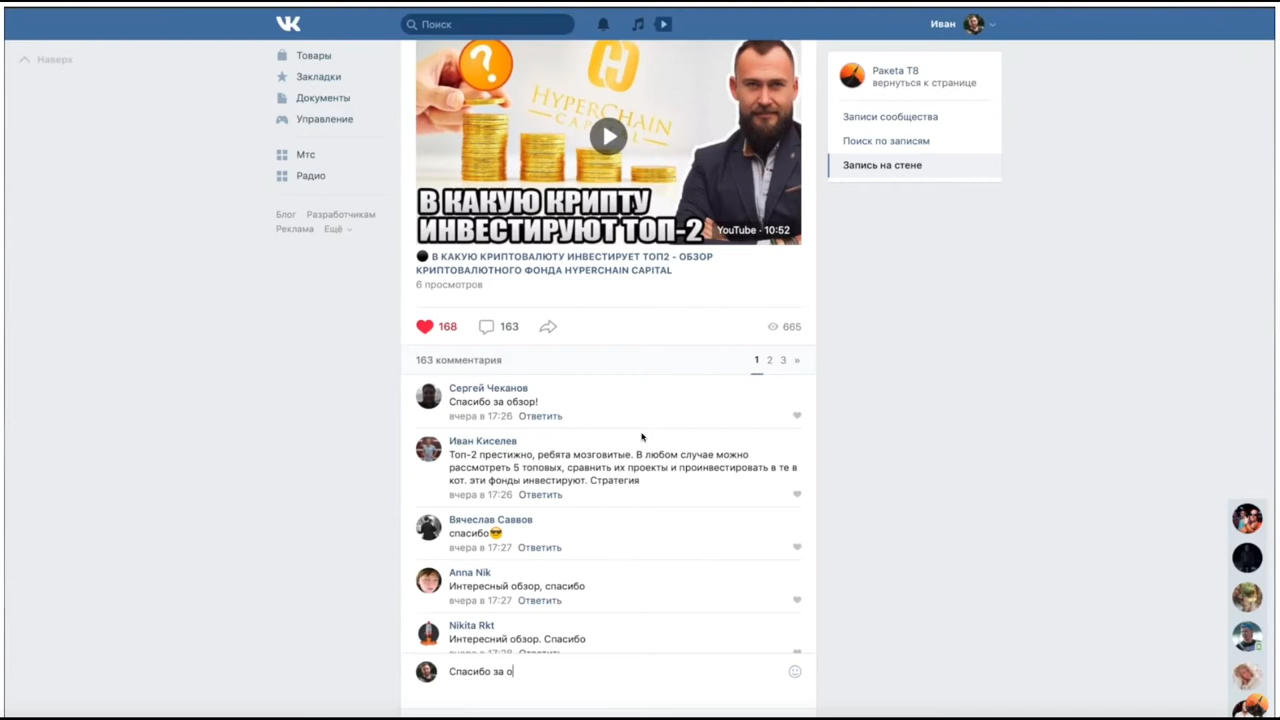 Поиск
Иван
Наверх
Товары
Закладки
Документы
Управление
Мтс
Радио
Блог Разработчикам
Реклама Ещё
HYPERCHAIN
CAPITAL
В КАКУЮ КРИПТУ
ИНВЕСТИРУЮТ ТОП-2
YouTube · 10:52
В КАКУЮ КРИПТОВАЛЮТУ ИНВЕСТИРУЕТ ТОП2 - ОБЗОР
КРИПТОВАЛЮТНОГО ФОНДА HYPERCHAIN CAPITAL
6 просмотров
168 163 665
163 комментария 1 2 3 »
Сергей Чеканов
Спасибо за обзор!
вчера в 17:26 Ответить
Иван Киселев
Топ-2 престижно, ребята мозговитые. В любом случае можно
рассмотреть 5 топовых, сравнить их проекты и проинвестировать в те в
кот. эти фонды инвестируют. Стратегия
вчера в 17:26 Ответить
Вячеслав Саввов
спасибо😎
вчера в 17:27 Ответить
Anna Nik
Интересный обзор, спасибо
вчера в 17:27 Ответить
Nikita Rkt
Интересний обзор. Спасибо
вчера в 17:28 Ответить
Спасибо за о
Ракета Т8
вернуться к странице
Записи сообщества
Поиск по записям
Запись на стене